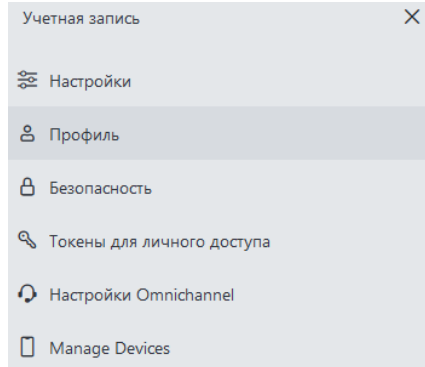 Учетная запись
Настройки
Профиль
Безопасность
Токены для личного доступа
Настройки Omnichannel
Manage Devices